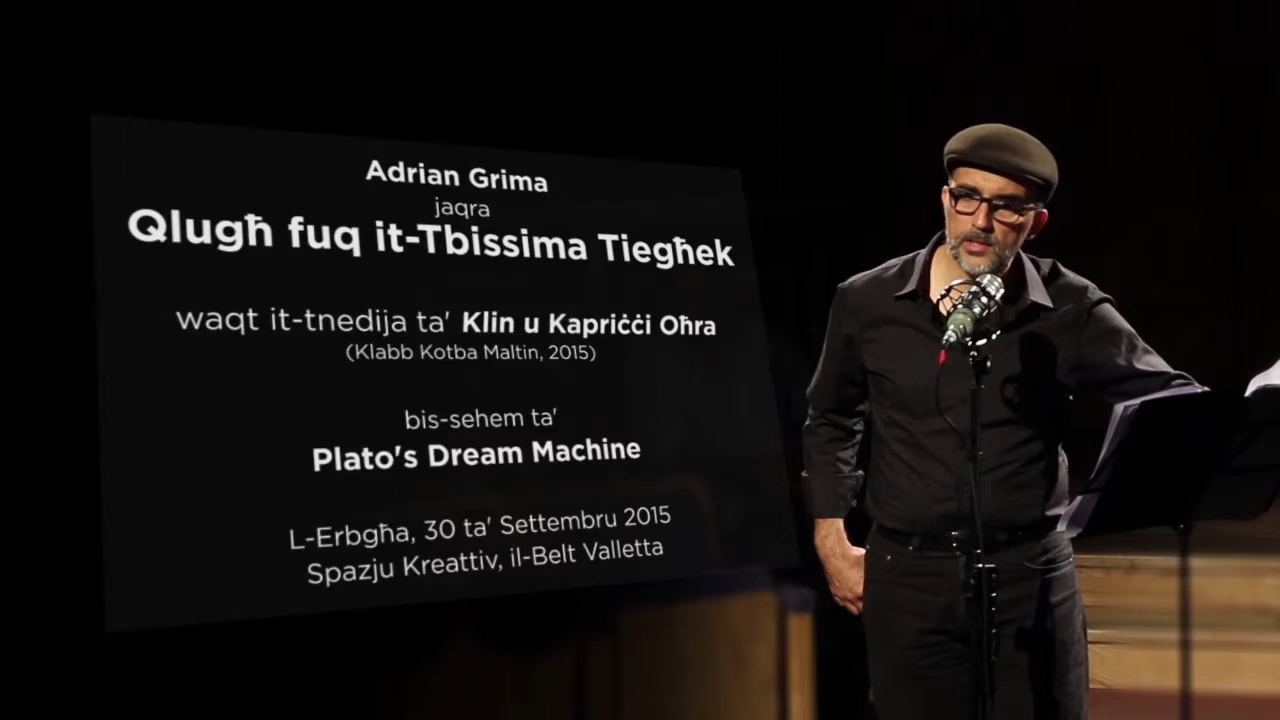 Adrian Grima
jaqra
Qlugħ fuq it-Tbissima Tiegħek
waqt it-tnedija ta' Klin u Kapriċċi Oħra
(Klabb Kotba Maltin, 2015)
bis-sehem ta'
Plato's Dream Machine
L-Erbgħa, 30 ta' Settembru 2015
Spazju Kreattiv, il-Belt Valletta